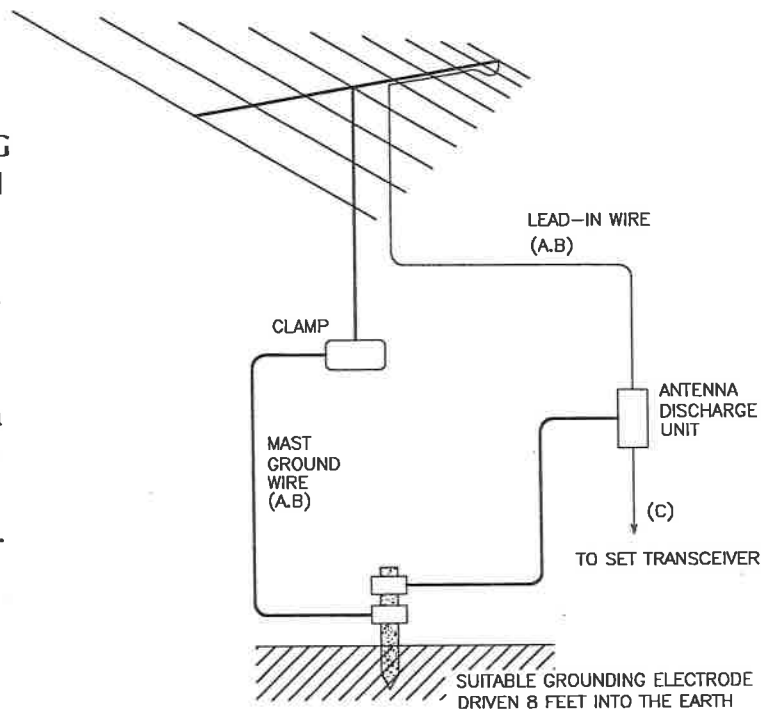 LEAD-IN WIRE
(A.B)
CLAMP
ANTENNA
DISCHARGE
UNIT
MAST
GROUND
WIRE
(A.B)
(C)
TO SET TRANSCEIVER
SUITABLE GROUNDING ELECTRODE
DRIVEN 8 FEET INTO THE EARTH